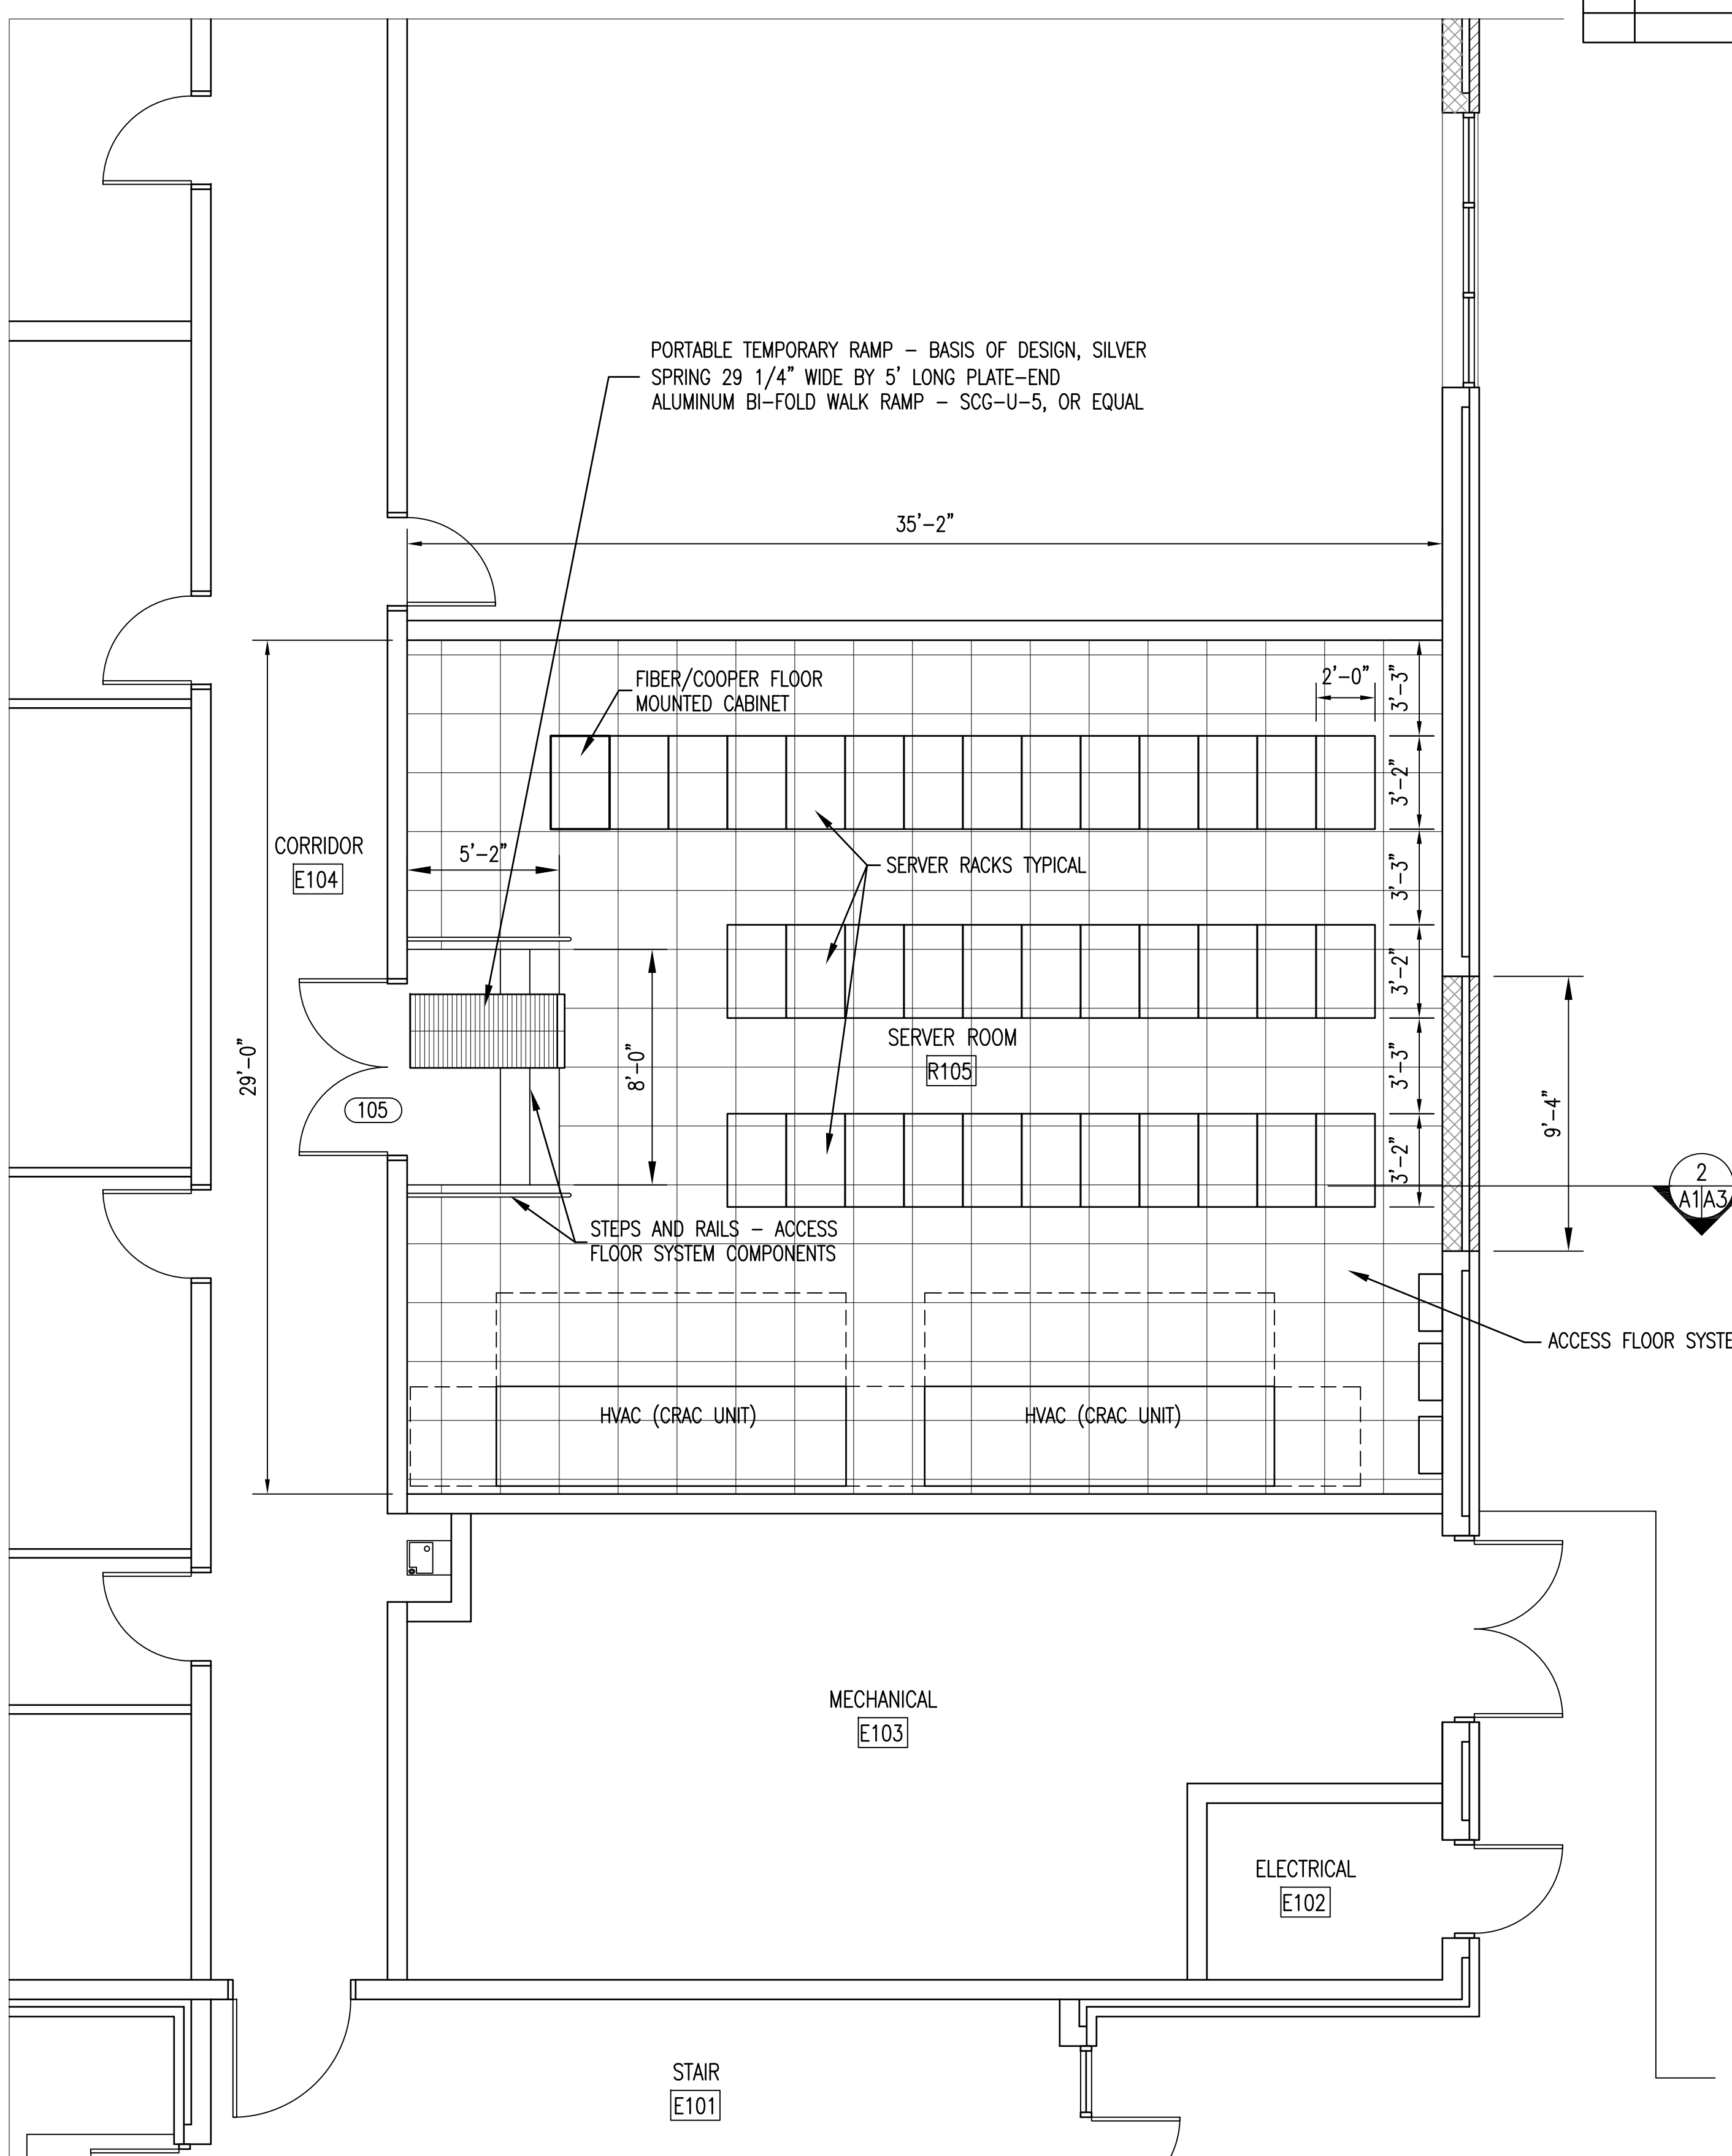 PORTABLE TEMPORARY RAMP – BASIS OF DESIGN, SILVER
SPRING 29 1/4" WIDE BY 5' LONG PLATE-END
ALUMINUM BI-FOLD WALK RAMP – SCG-U-5, OR EQUAL
35'-2"
FIBER/COOPER FLOOR
MOUNTED CABINET
2'-0"
3'-3"
3'-2"
CORRIDOR
E104
5'-2"
SERVER RACKS TYPICAL
3'-3"
3'-2"
SERVER ROOM
R105
29'-0"
8'-0"
3'-3"
105
9'-4"
3'-2"
2
A1
A3
STEPS AND RAILS – ACCESS
FLOOR SYSTEM COMPONENTS
ACCESS FLOOR SYSTE
HVAC (CRAC UNIT)
HVAC (CRAC UNIT)
MECHANICAL
E103
ELECTRICAL
E102
STAIR
E101